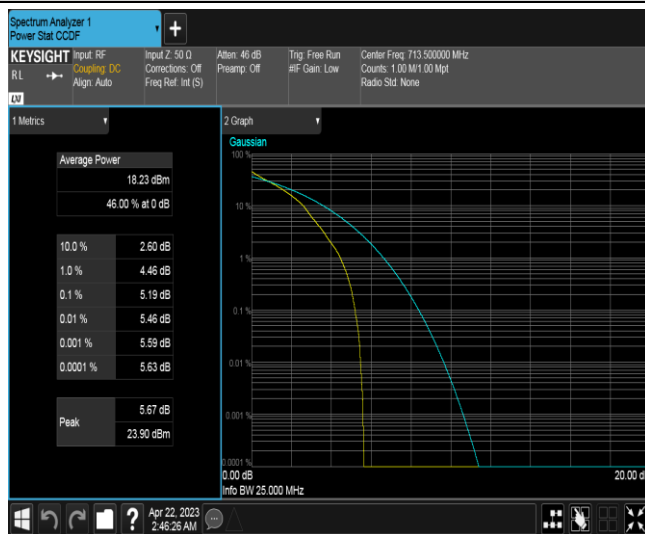 Spectrum Analyzer 1
Power Stat CCDF
+
KEYSIGHT
RL
LXI
Input: RF
Coupling: DC
Align: Auto
Input Z: 50 Ω
Corrections: Off
Freq Ref: Int (S)
Atten: 46 dB
Preamp: Off
Trig: Free Run
#IF Gain: Low
Center Freq: 713.500000 MHz
Counts: 1.00 M/1.00 Mpt
Radio Std: None
1 Metrics
Average Power
18.23 dBm
46.00 % at 0 dB
10.0 % 2.60 dB
1.0 % 4.46 dB
0.1 % 5.19 dB
0.01 % 5.46 dB
0.001 % 5.59 dB
0.0001 % 5.63 dB
Peak
5.67 dB
23.90 dBm
2 Graph
Gaussian
100 %
10 %
1 %
0.1 %
0.01 %
0.001 %
0.0001 %
0.00 dB
20.00 d
Info BW 25.000 MHz
?
Apr 22, 2023
2:46:26 AM